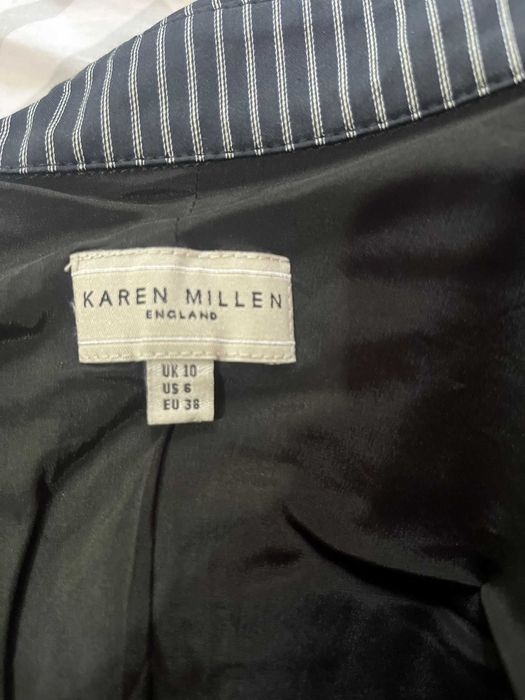 KAREN MILLEN
ENGLAND
UK 10
US 6
EU 38